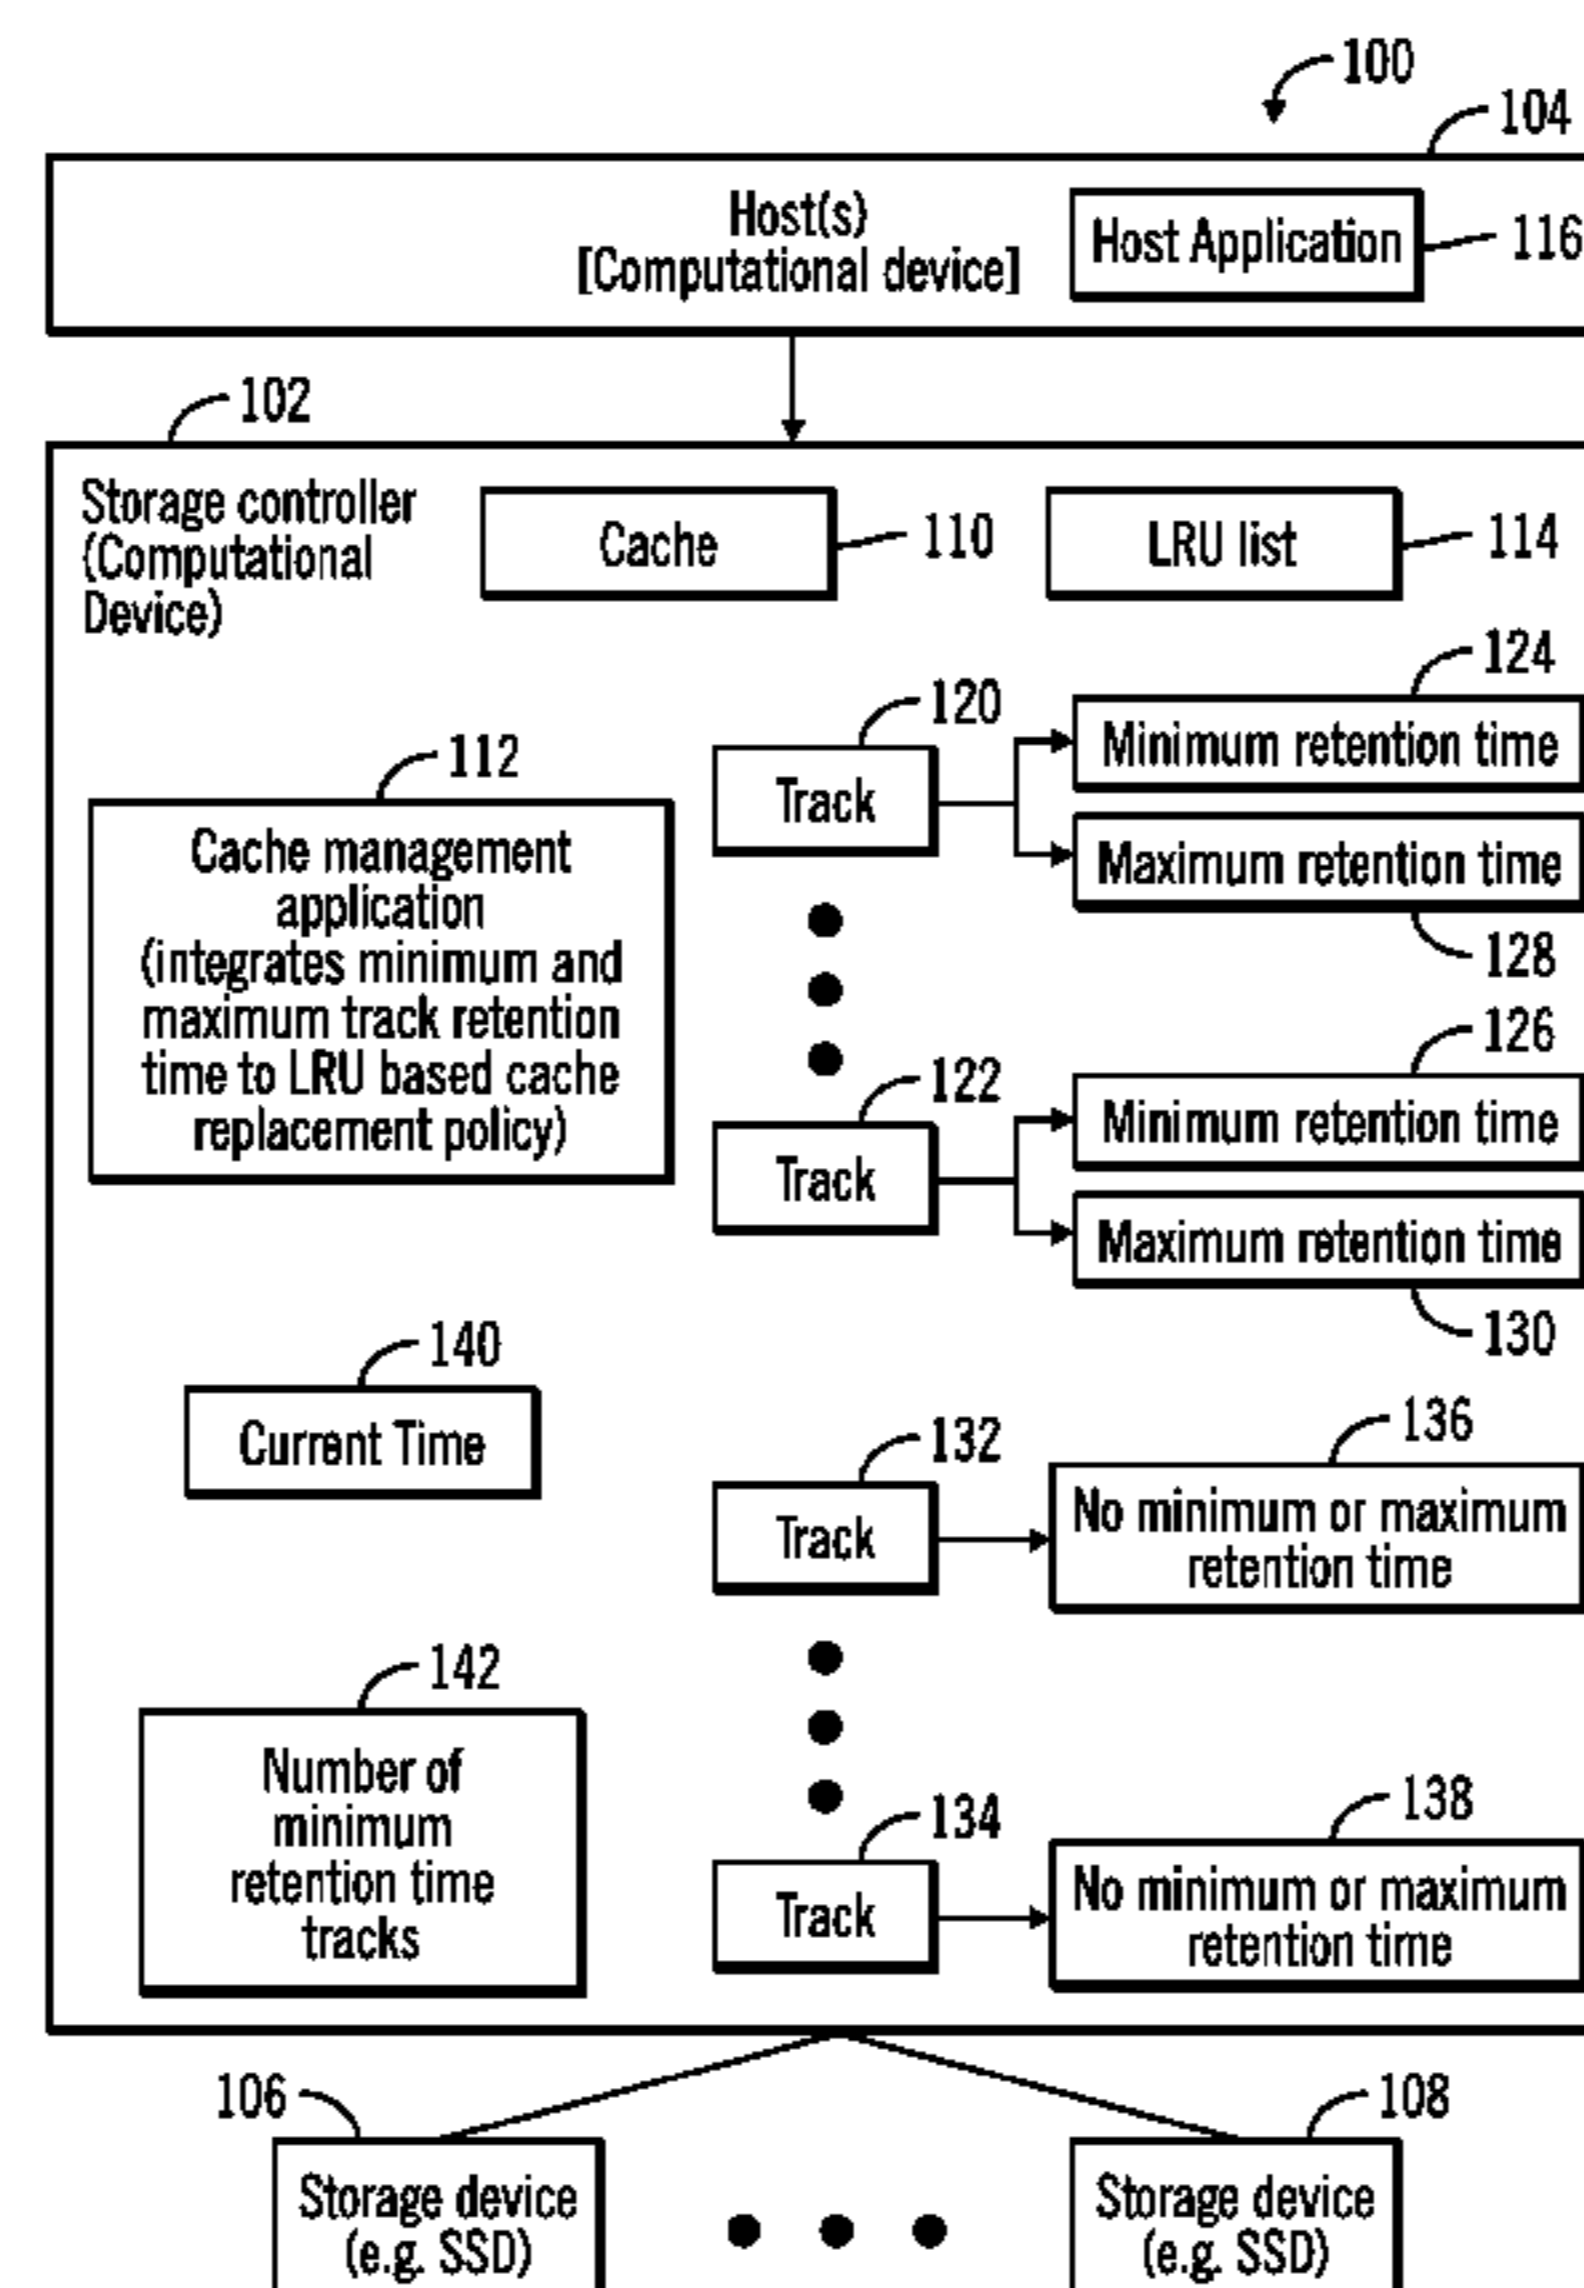 100
104
Host(s)
[Computational device]
Host Application
116
102
Storage controller
(Computational
Device)
Cache
110
LRU list
114
124
120
Minimum retention time
Track
Maximum retention time
128
112
Cache management
application
(integrates minimum and
maximum track retention
time to LRU based cache
replacement policy)
126
122
Minimum retention time
Track
Maximum retention time
130
140
Current Time
136
132
No minimum or maximum
retention time
Track
142
Number of
minimum
retention time
tracks
138
134
No minimum or maximum
retention time
Track
106
Storage device
(e.g. SSD)
108
Storage device
(e.g. SSD)